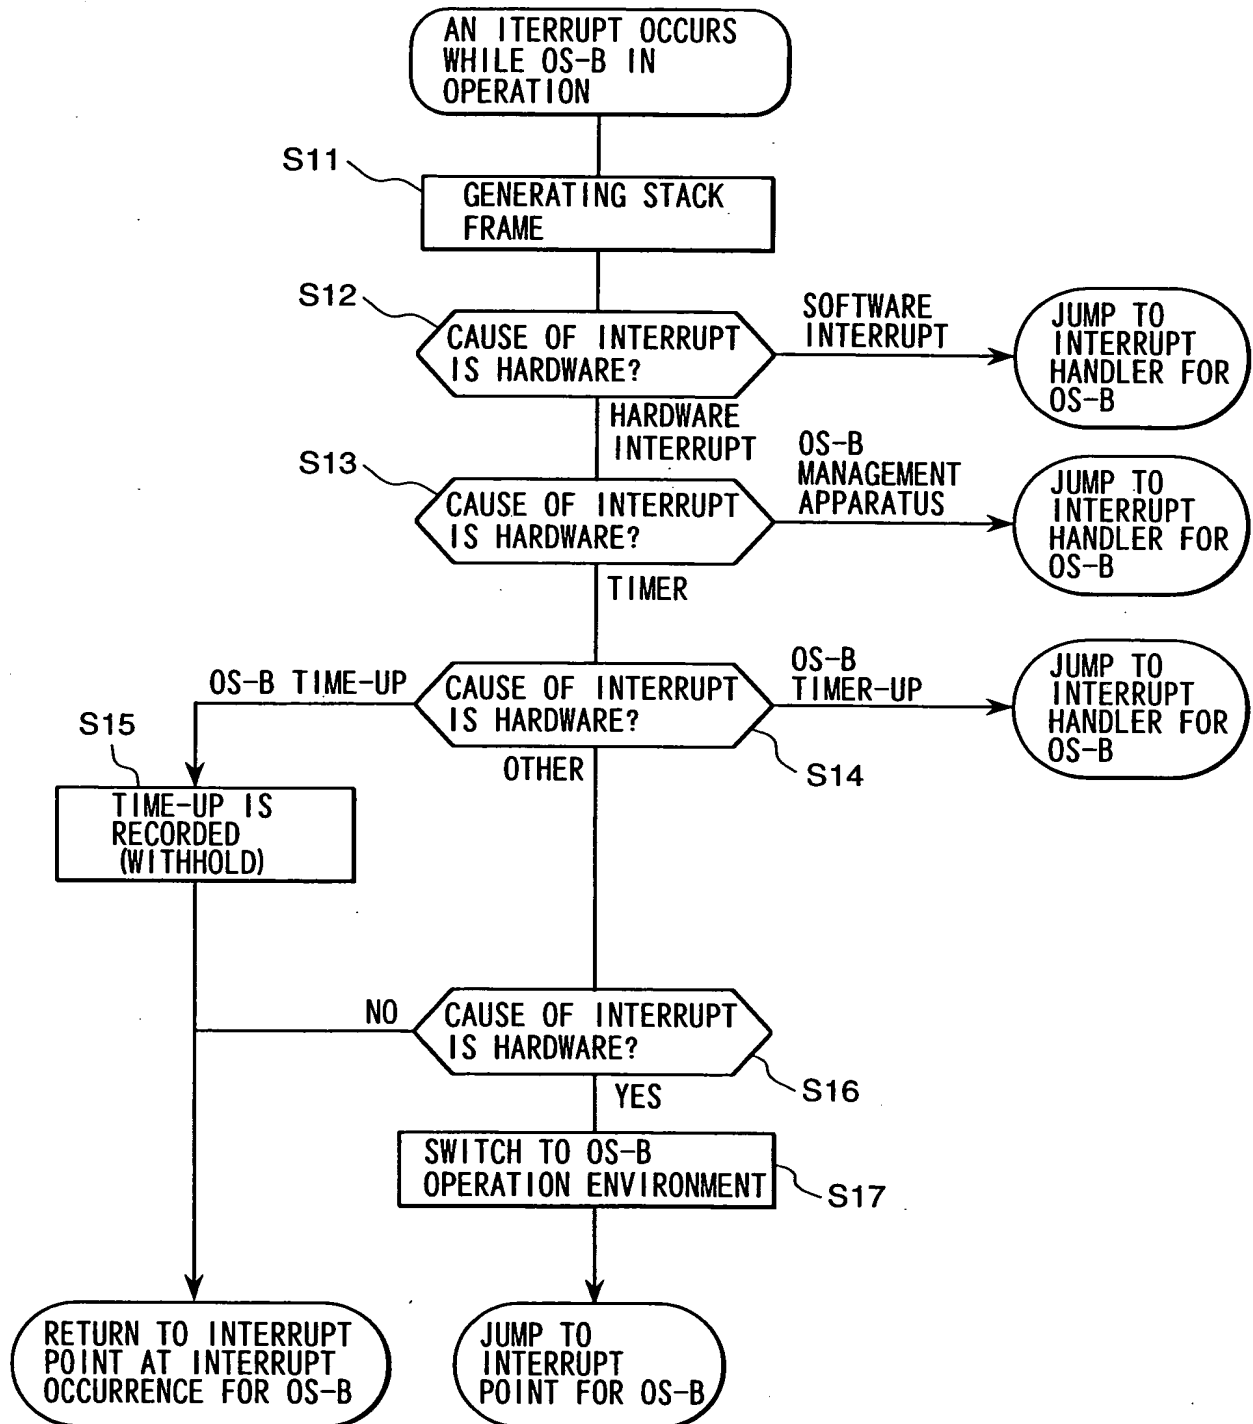 AN ITERRUPT OCCURS
WHILE OS-B IN
OPERATION
S11
GENERATING STACK
FRAME
S12
CAUSE OF INTERRUPT
IS HARDWARE?
SOFTWARE
INTERRUPT
JUMP TO
INTERRUPT
HANDLER FOR
OS-B
HARDWARE
INTERRUPT
S13
CAUSE OF INTERRUPT
IS HARDWARE?
OS-B
MANAGEMENT
APPARATUS
JUMP TO
INTERRUPT
HANDLER FOR
OS-B
TIMER
OS-B TIME-UP
CAUSE OF INTERRUPT
IS HARDWARE?
OS-B
TIMER-UP
JUMP TO
INTERRUPT
HANDLER FOR
OS-B
S14
S15
OTHER
TIME-UP IS
RECORDED
(WITHHOLD)
NO
CAUSE OF INTERRUPT
IS HARDWARE?
S16
YES
SWITCH TO OS-B
OPERATION ENVIRONMENT
S17
RETURN TO INTERRUPT
POINT AT INTERRUPT
OCCURRENCE FOR OS-B
JUMP TO
INTERRUPT
POINT FOR OS-B